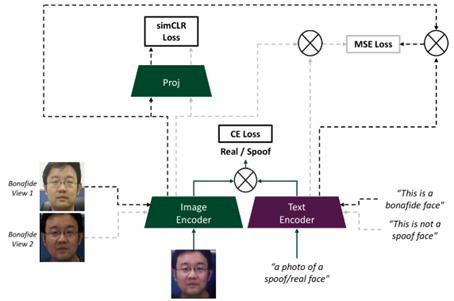 simCLR
Loss
MSE Loss
Proj
CE Loss
Real / Spoof
Bonafide
View 1
Image
Encoder
Text
Encoder
“This is a
bonafide face”
Bonafide
View 2
“This is not a
spoof face”
“a photo of a
spoof/real face”